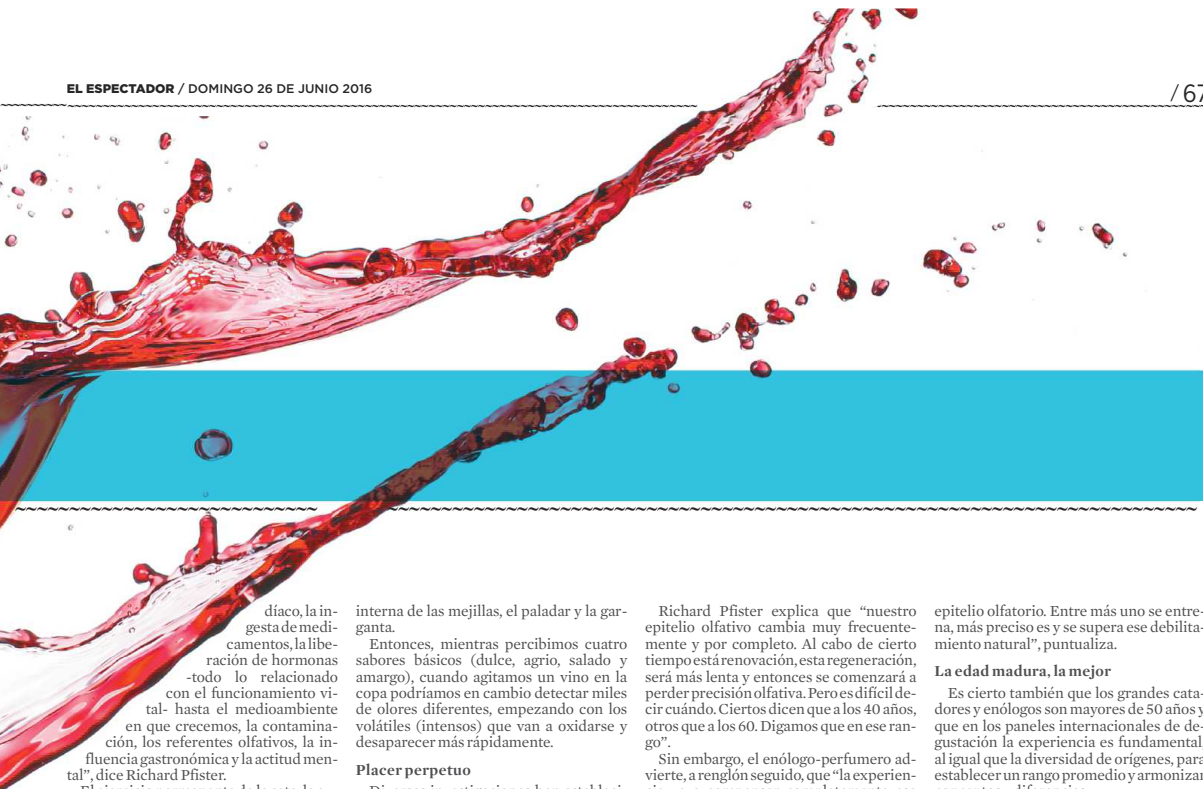 EL ESPECTADOR / DOMINGO 26 DE JUNIO 2016
/ 67
díaco, la in-
gesta de medi-
camentos, la libe-
ración de hormonas
-todo lo relacionado
con el funcionamiento vi-
tal- hasta el medioambiente
en que crecemos, la contamina-
ción, los referentes olfativos, la in-
fluencia gastronómica y la actitud men-
tal”, dice Richard Pfister.
interna de las mejillas, el paladar y la gar-
ganta.
Entonces, mientras percibimos cuatro
sabores básicos (dulce, agrio, salado y
amargo), cuando agitamos un vino en la
copa podríamos en cambio detectar miles
de olores diferentes, empezando con los
volátiles (intensos) que van a oxidarse y
desaparecer más rápidamente.
Placer perpetuo
Richard Pfister explica que “nuestro
epitelio olfativo cambia muy frecuente-
mente y por completo. Al cabo de cierto
tiempo está renovación, esta regeneración,
será más lenta y entonces se comenzará a
perder precisión olfativa. Pero es difícil de-
cir cuándo. Ciertos dicen que a los 40 años,
otros que a los 60. Digamos que en ese ran-
go”.
Sin embargo, el enólogo-perfumero ad-
vierte, a renglón seguido, que “la experien-
epitelio olfatorio. Entre más uno se entre-
na, más preciso es y se supera ese debilita-
miento natural”, puntualiza.
La edad madura, la mejor
Es cierto también que los grandes cata-
dores y enólogos son mayores de 50 años y
que en los paneles internacionales de de-
gustación la experiencia es fundamental,
al igual que la diversidad de orígenes, para
establecer un rango promedio y armonizar